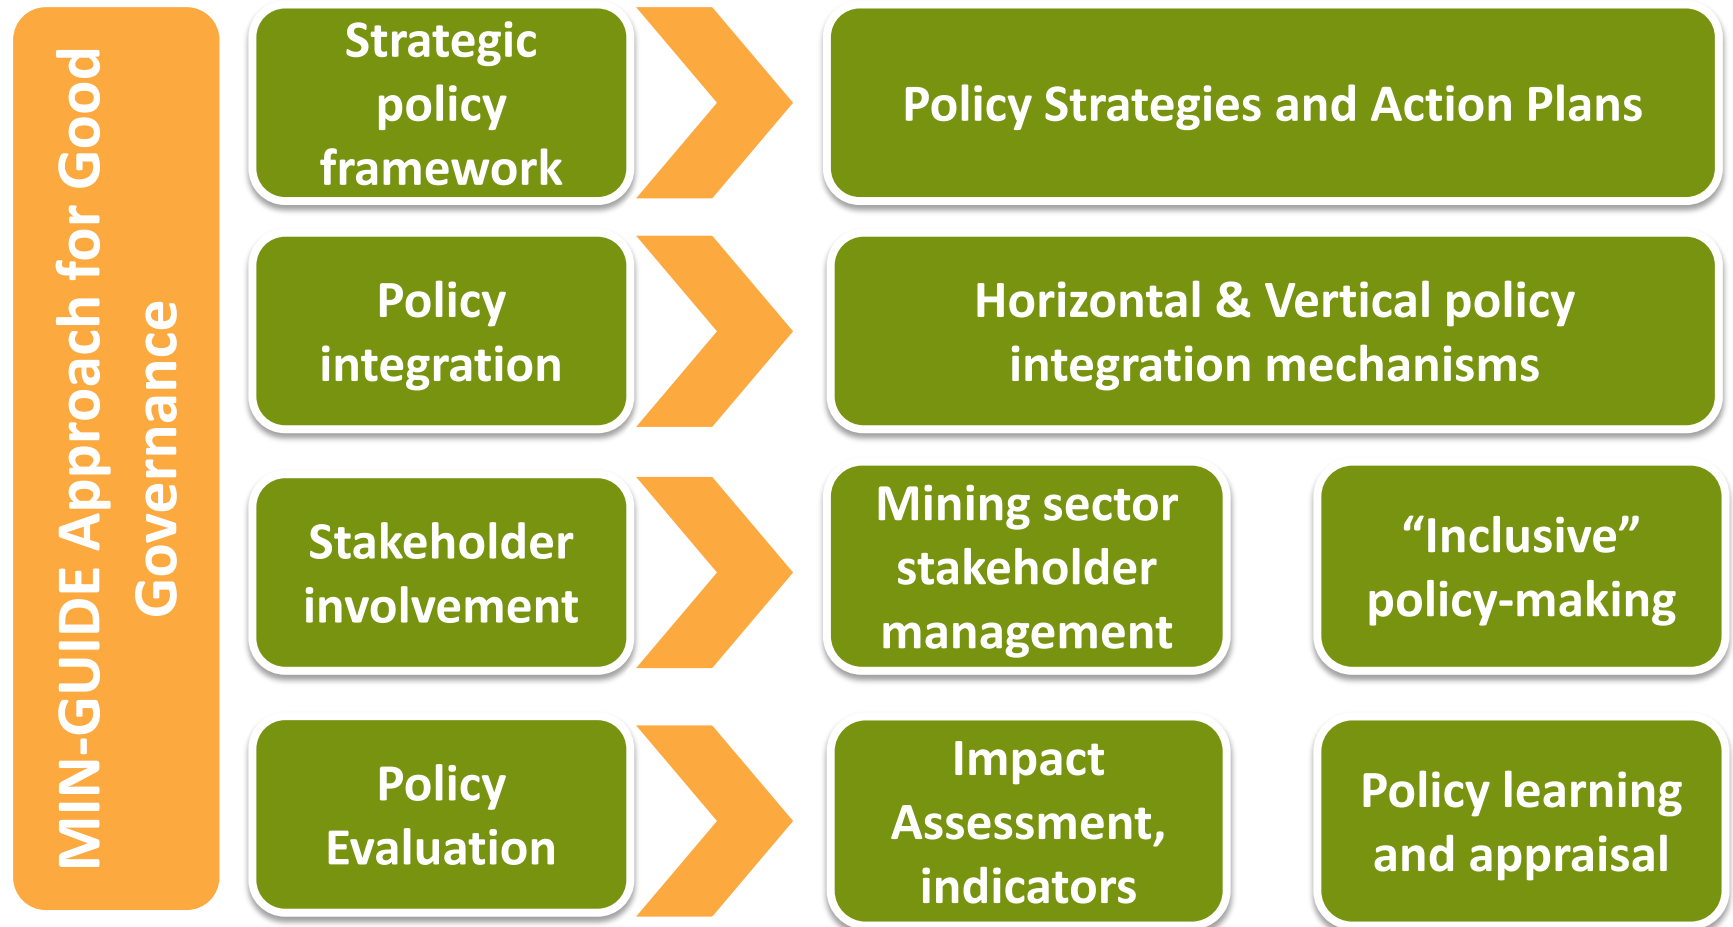 MIN-GUIDE Approach for Good
Governance
Strategic
policy
framework
Policy Strategies and Action Plans
Policy
integration
Horizontal & Vertical policy
integration mechanisms
Stakeholder
involvement
Mining sector
stakeholder
management
“Inclusive”
policy-making
Policy
Evaluation
Impact
Assessment,
indicators
Policy learning
and appraisal